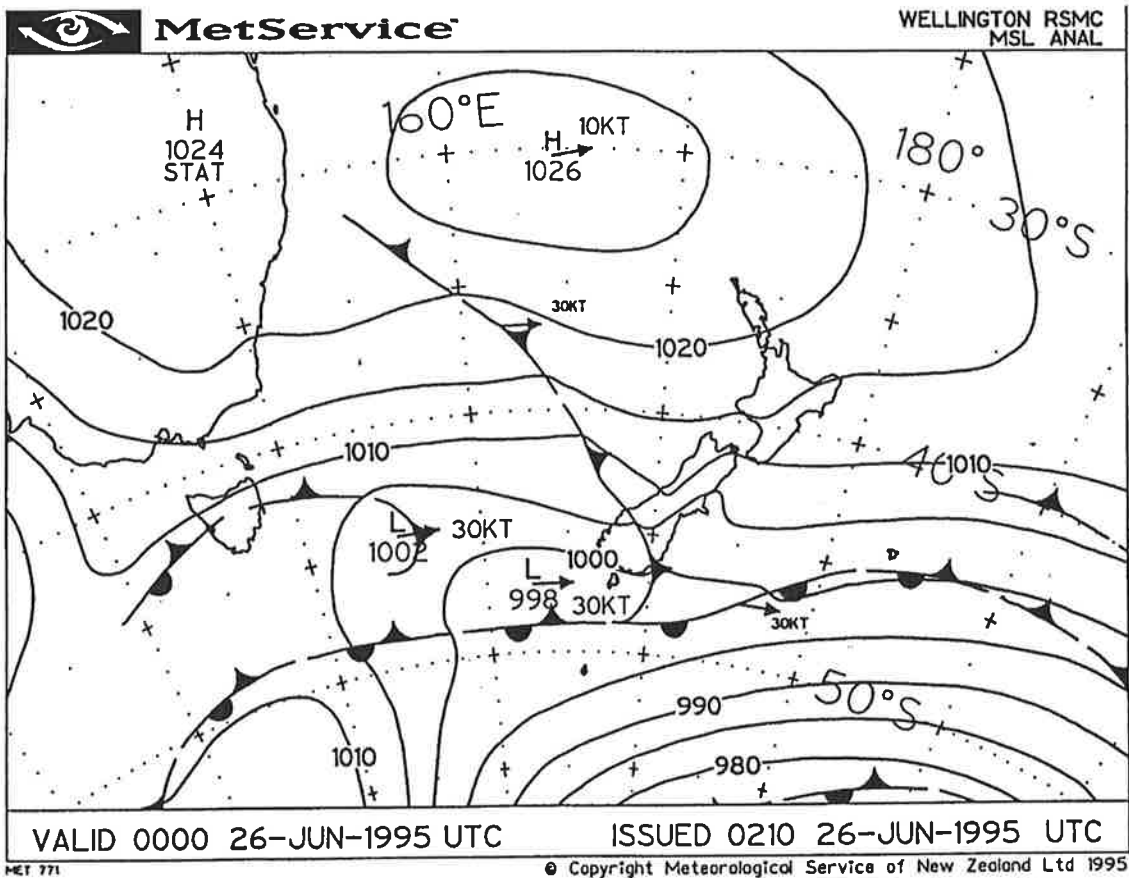 MetService
WELLINGTON RSMC
MSL ANAL
160°E
H
1024
STAT
H
10KT
1026
180°
30°S
30KT
1020
1020
1010
40°S
1010
L
30KT
1002
1000
L
998
30KT
30KT
50°S
990
1010
980
VALID 0000 26-JUN-1995 UTC
ISSUED 0210 26-JUN-1995 UTC
MET 771
© Copyright Meteorological Service of New Zealand Ltd 1995